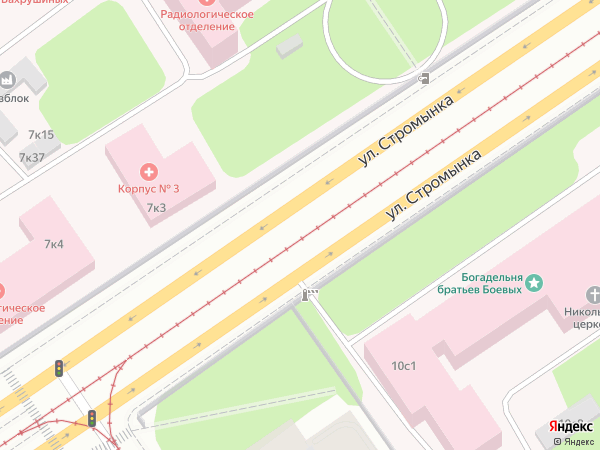 Бахрушиных
Радиологическое
отделение
7к15
7к37
Корпус № 3
7к3
7к4
ул. Стромынка
ул. Стромынка
Богадельня
братьев Боевых
10с1
Яндекс
© Яндекс